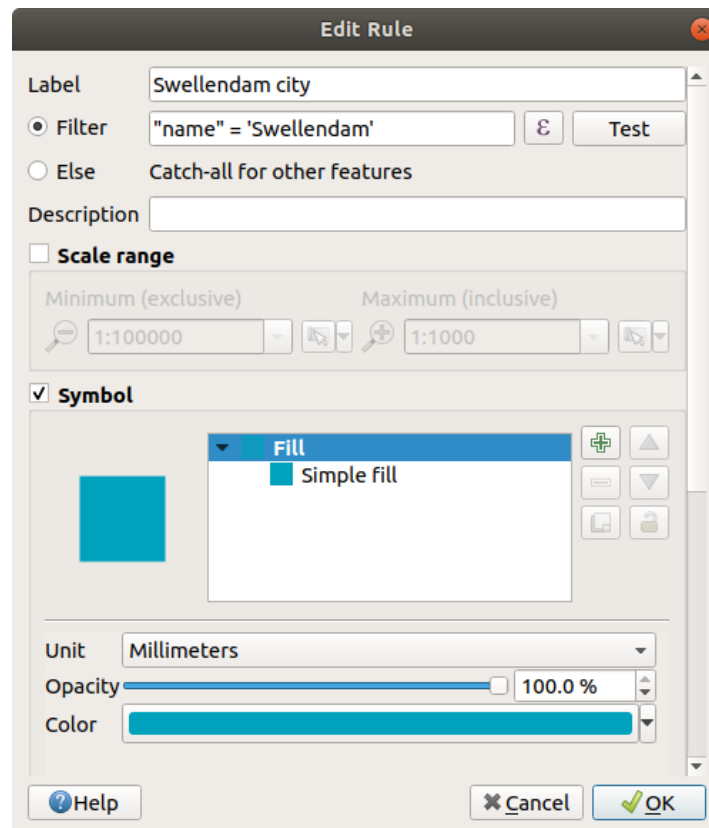 Edit Rule
Label Swellendam city
Filter "name" = 'Swellendam' ε Test
Else Catch-all for other features
Description
Scale range
Minimum (exclusive) Maximum (inclusive)
1:100000 1:1000
Symbol
Fill
Simple fill
Unit Millimeters
Opacity 100.0 %
Color
Help Cancel OK